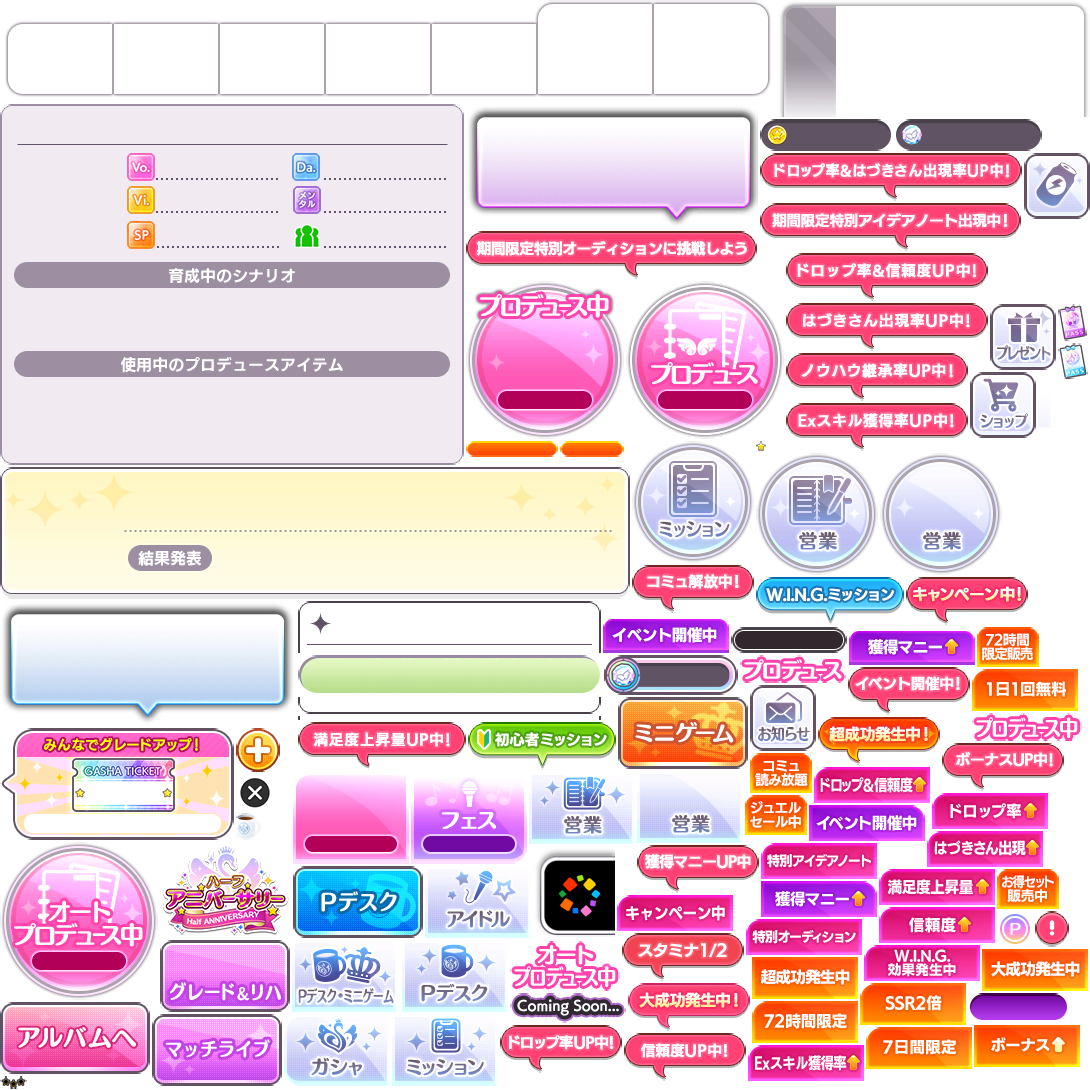 Vo.
Da.
Vi.
メンタル
SP
育成中のシナリオ
使用中のプロデュースアイテム
ドロップ率&はづきさん出現率UP中!
期間限定特別アイデアノート出現中!
期間限定特別オーディションに挑戦しよう
ドロップ率&信頼度UP中!
はづきさん出現率UP中!
プレゼント
PASS
PASS
ノウハウ継承率UP中!
ショップ
Exスキル獲得率UP中!
プロデュース中
プロデュース
結果発表
ミッション
営業
営業
コミュ解放中!
W.I.N.G.ミッション
キャンペーン中!
イベント開催中
獲得マニー
72時間
限定販売
プロデュース
イベント開催中!
1日1回無料
お知らせ
プロデュース中
満足度上昇量UP中!
初心者ミッション
ミニゲーム
超成功発生中!
ボーナスUP中!
みんなでグレードアップ!
GASHA TICKET
コミュ
読み放題
ドロップ&信頼度
ジュエル
セール中
イベント開催中
ドロップ率
フェス
営業
営業
はづきさん出現
獲得マニーUP中
特別アイデアノート
満足度上昇量
お得セット
販売中
オート
プロデュース中
ハーフ
アニバーサリー
Half ANNIVERSARY
Pデスク
アイドル
キャンペーン中
獲得マニー
信頼度
P
!
スタミナ1/2
特別オーディション
W.I.N.G.
効果発生中
大成功発生中
グレード&リハ
Pデスク・ミニゲーム
Pデスク
オート
プロデュース中
Coming Soon...
超成功発生中
大成功発生中!
SSR2倍
72時間限定
アルバムへ
マッチライブ
ガシャ
ミッション
ドロップ率UP中!
信頼度UP中!
Exスキル獲得率
7日間限定
ボーナス